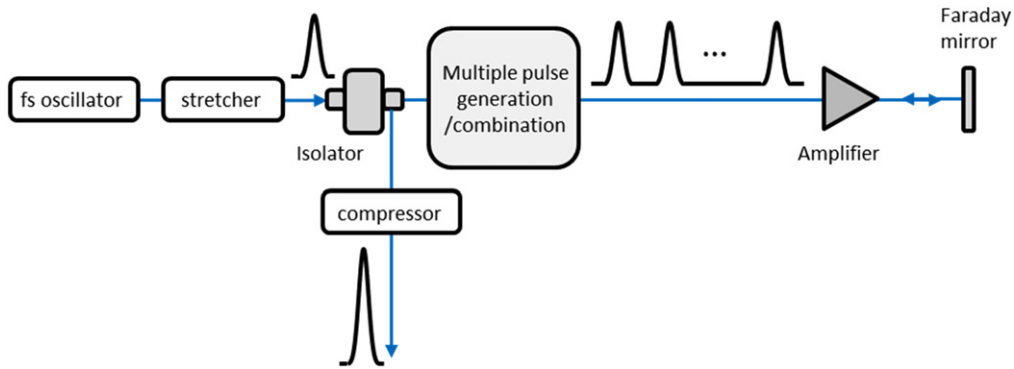 Faraday
mirror
fs oscillator
stretcher
Multiple pulse
generation
/combination
...
Isolator
Amplifier
compressor